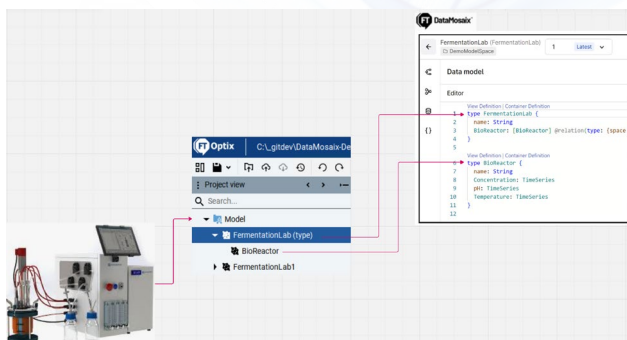 FT DataMosaix
FermentationLab (FermentationLab)
DemoModelSpace
1 Latest
Data model
Editor
View Definition | Container Definition
1 type FermentationLab {
2 name: String
3 BioReactor: [BioReactor] @relation(type: {space
4 }
5
View Definition | Container Definition
6 type BioReactor {
7 name: String
8 Concentration: TimeSeries
9 pH: TimeSeries
10 Temperature: TimeSeries
11 }
12
FT Optix C:\_gitdev\DataMosaix-De
Project view
Search...
Model
FermentationLab (type)
BioReactor
FermentationLab1